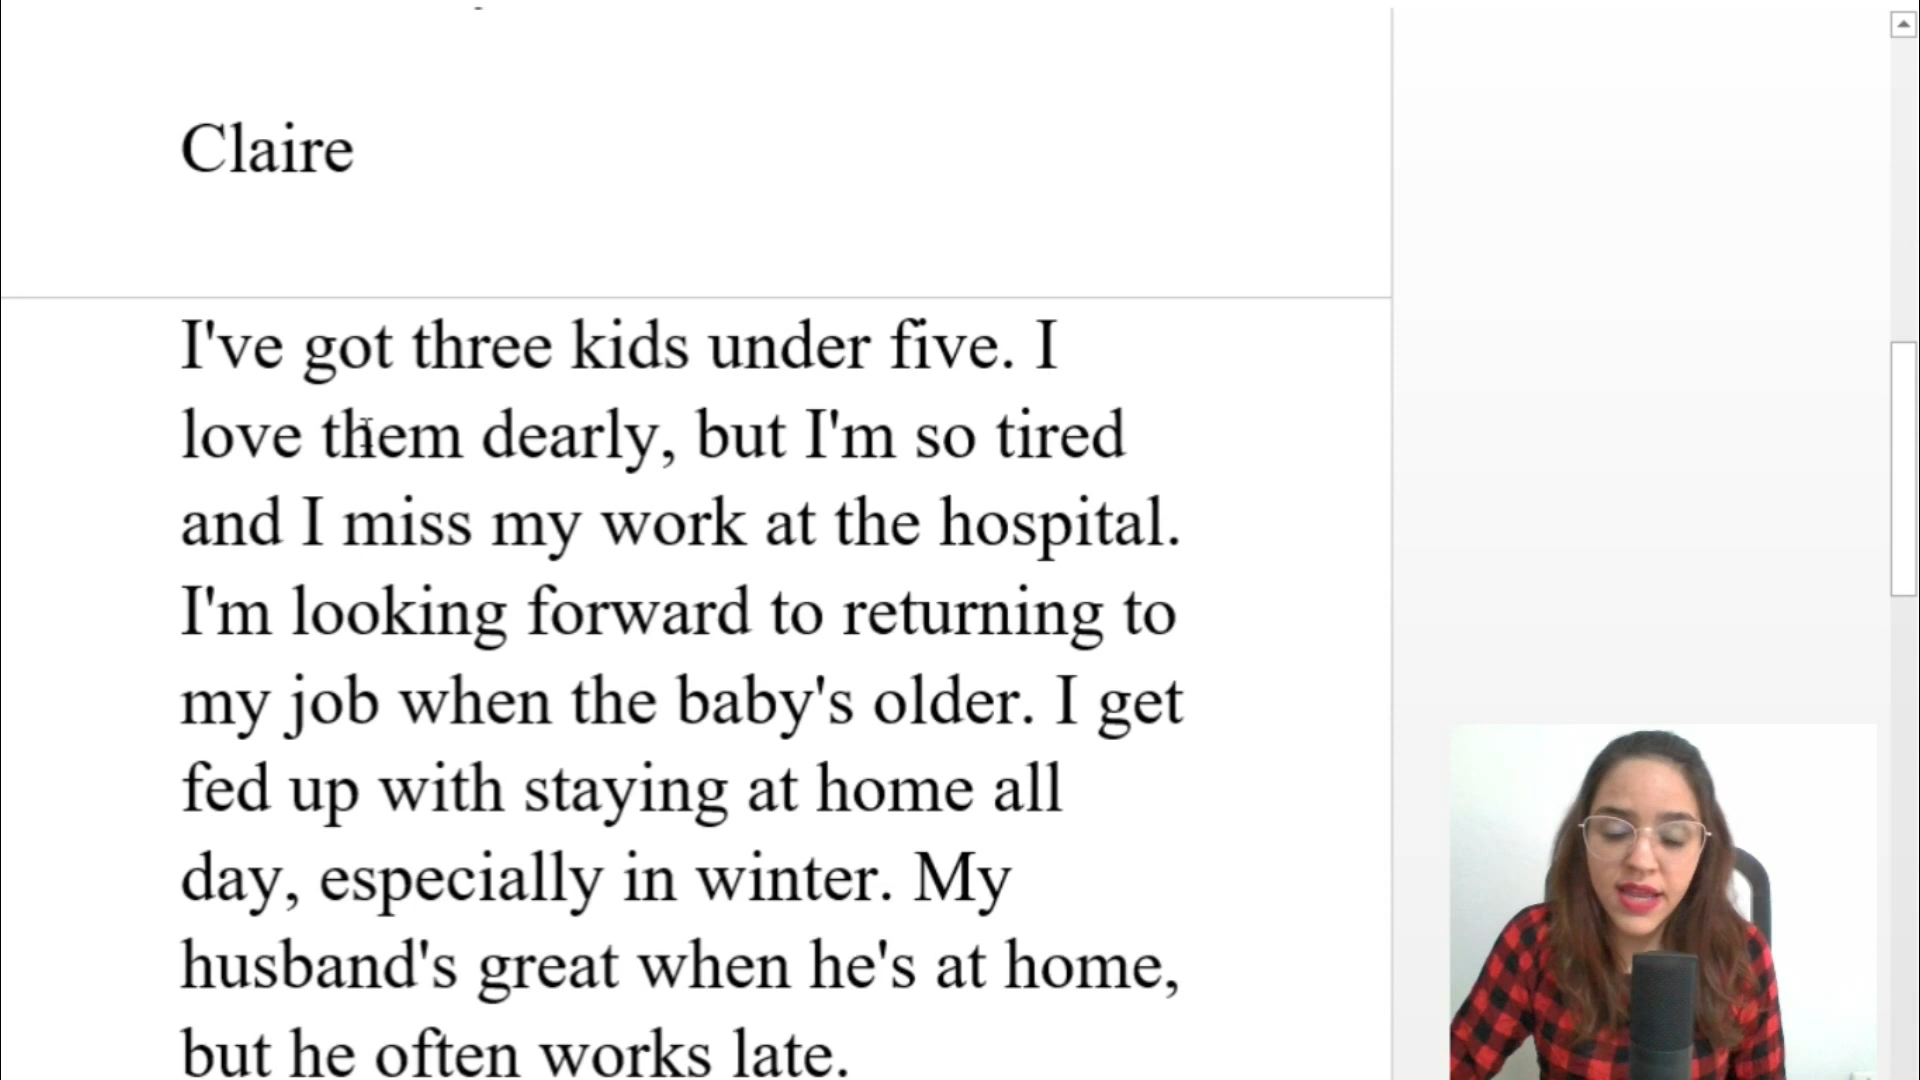 Claire
I've got three kids under five. I
love them dearly, but I'm so tired
and I miss my work at the hospital.
I'm looking forward to returning to
my job when the baby's older. I get
fed up with staying at home all
day, especially in winter. My
husband's great when he's at home,
but he often works late.